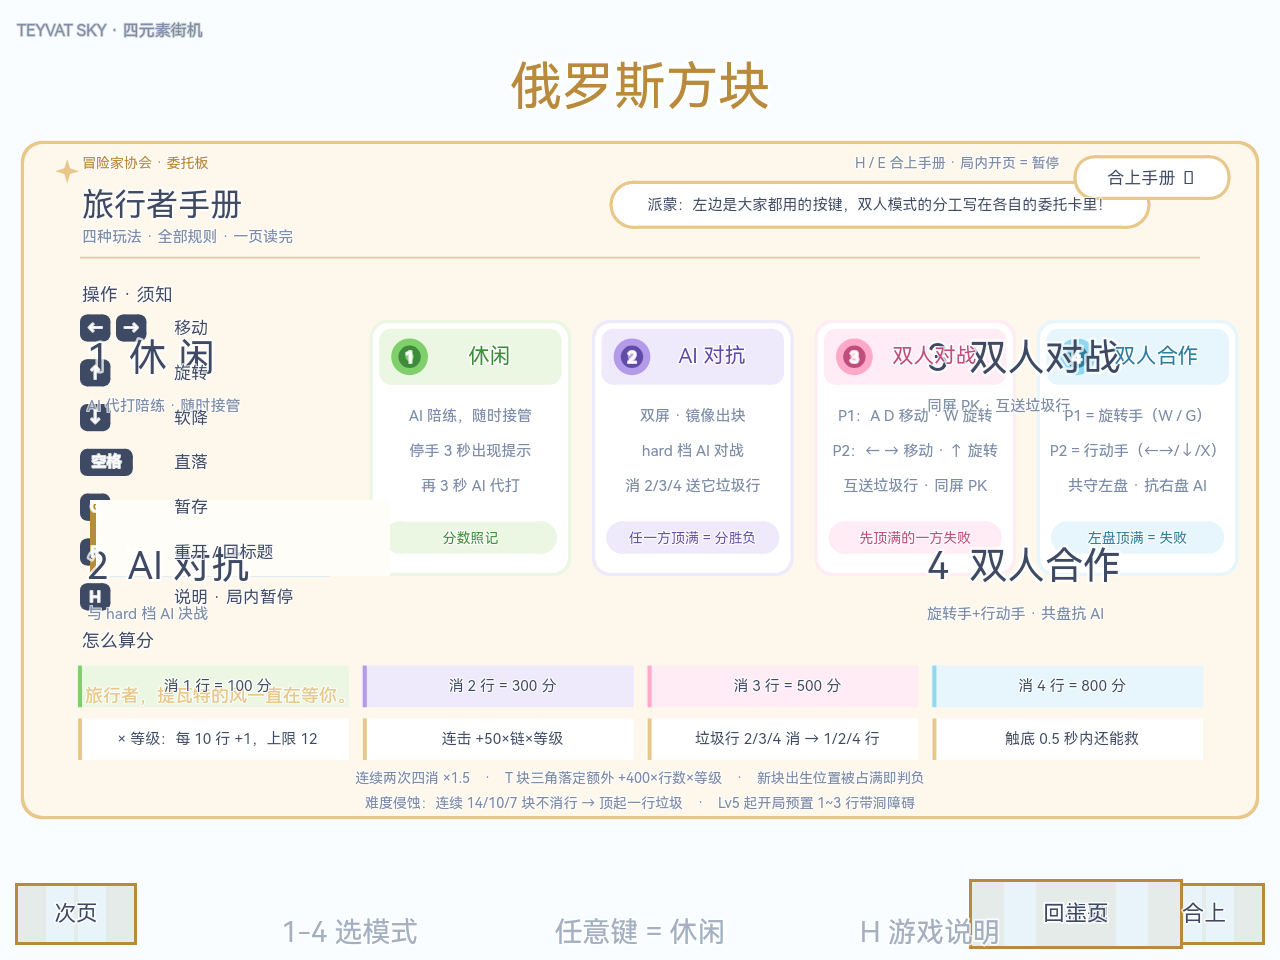 TEYVAT SKY · 四元素街机
俄罗斯方块
冒险家协会 · 委托板
H / E 合上手册 · 局内开页 = 暂停
合上手册
旅行者手册
派蒙：左边是大家都用的按键，双人模式的分工写在各自的委托卡里！
四种玩法 · 全部规则 · 一页读完
操作 · 须知
← → 移动
↑ 旋转
↓ 软降
空格 直落
暂存
重开 / 回标题
H 说明 · 局内暂停
1 休 闲
AI 代打陪练 · 随时接管
2 AI 对抗
与 hard 档 AI 决战
3 双人对战
同屏 PK · 互送垃圾行
4 双人合作
旋转手+行动手 · 共盘抗 AI
1 休闲
AI 陪练，随时接管
停手 3 秒出现提示
再 3 秒 AI 代打
分数照记
2 AI 对抗
双屏 · 镜像出块
hard 档 AI 对战
消 2/3/4 送它垃圾行
任一方顶满 = 分胜负
3 双人对战
P1：A D 移动 · W 旋转
P2：← → 移动 · ↑ 旋转
互送垃圾行 · 同屏 PK
先顶满的一方失败
双人合作
P1 = 旋转手（W / G）
P2 = 行动手（←→/↓/X）
共守左盘 · 抗右盘 AI
左盘顶满 = 失败
怎么算分
消 1 行 = 100 分
消 2 行 = 300 分
消 3 行 = 500 分
消 4 行 = 800 分
旅行者，提瓦特的风一直在等你。
× 等级：每 10 行 +1，上限 12
连击 +50×链×等级
垃圾行 2/3/4 消 → 1/2/4 行
触底 0.5 秒内还能救
连续两次四消 ×1.5 · T 块三角落定额外 +400×行数×等级 · 新块出生位置被占满即判负
难度侵蚀：连续 14/10/7 块不消行 → 顶起一行垃圾 · Lv5 起开局预置 1~3 行带洞障碍
次页
1-4 选模式
任意键 = 休闲
H 游戏说明
回主页
合上